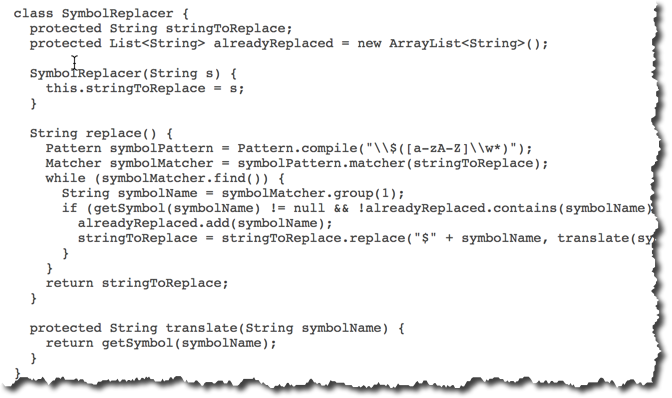 class SymbolReplacer {
  protected String stringToReplace;
  protected List<String> alreadyReplaced = new ArrayList<String>();

  SymbolReplacer(String s) {
    this.stringToReplace = s;
  }

  String replace() {
    Pattern symbolPattern = Pattern.compile("\\$([a-zA-Z]\\w*)");
    Matcher symbolMatcher = symbolPattern.matcher(stringToReplace);
    while (symbolMatcher.find()) {
      String symbolName = symbolMatcher.group(1);
      if (getSymbol(symbolName) != null && !alreadyReplaced.contains(symbolName)
        alreadyReplaced.add(symbolName);
        stringToReplace = stringToReplace.replace("$" + symbolName, translate(sy
      }
    }
    return stringToReplace;
  }

  protected String translate(String symbolName) {
    return getSymbol(symbolName);
  }
}